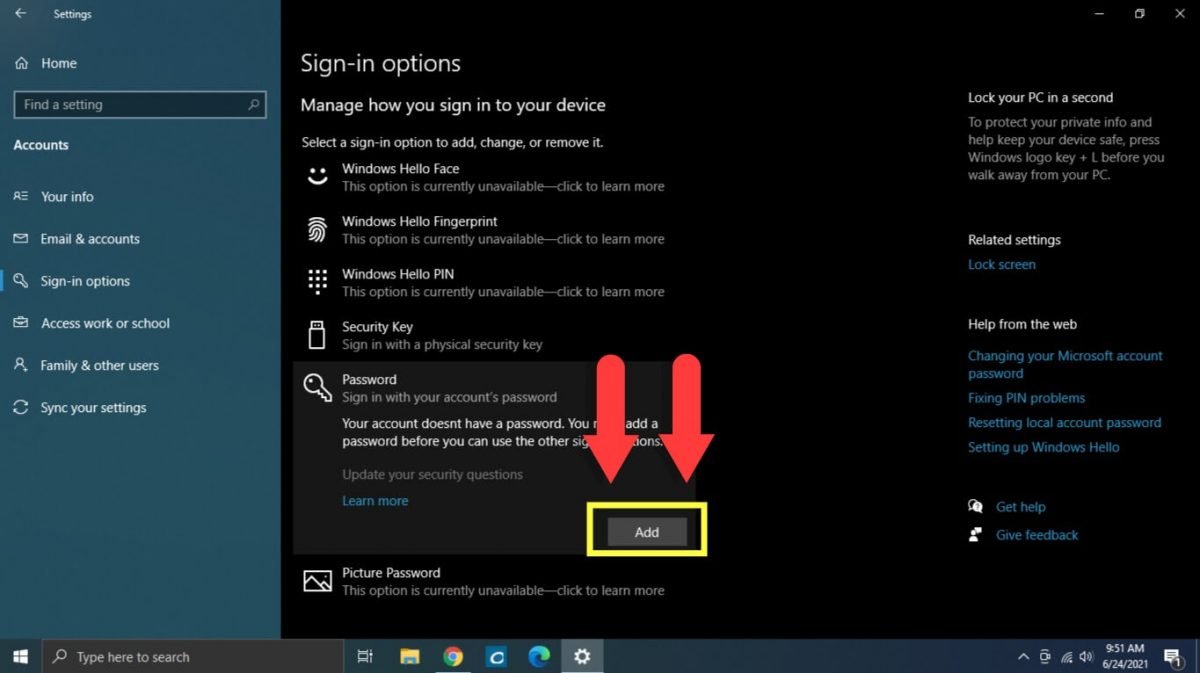 Settings
Home
Find a setting
Accounts
Your info
Email & accounts
Sign-in options
Access work or school
Family & other users
Sync your settings
Sign-in options
Manage how you sign in to your device
Select a sign-in option to add, change, or remove it.
Windows Hello Face
This option is currently unavailable—click to learn more
Windows Hello Fingerprint
This option is currently unavailable—click to learn more
Windows Hello PIN
This option is currently unavailable—click to learn more
Security Key
Sign in with a physical security key
Password
Sign in with your account's password
Your account doesnt have a password. You add a
password before you can use the other
Update your security questions
Learn more
Add
Picture Password
This option is currently unavailable—click to learn more
Lock your PC in a second
To protect your private info and
help keep your device safe, press
Windows logo key + L before you
walk away from your PC.
Related settings
Lock screen
Help from the web
Changing your Microsoft account
password
Fixing PIN problems
Resetting local account password
Setting up Windows Hello
Get help
Give feedback
Type here to search
9:51 AM
6/24/2021
1